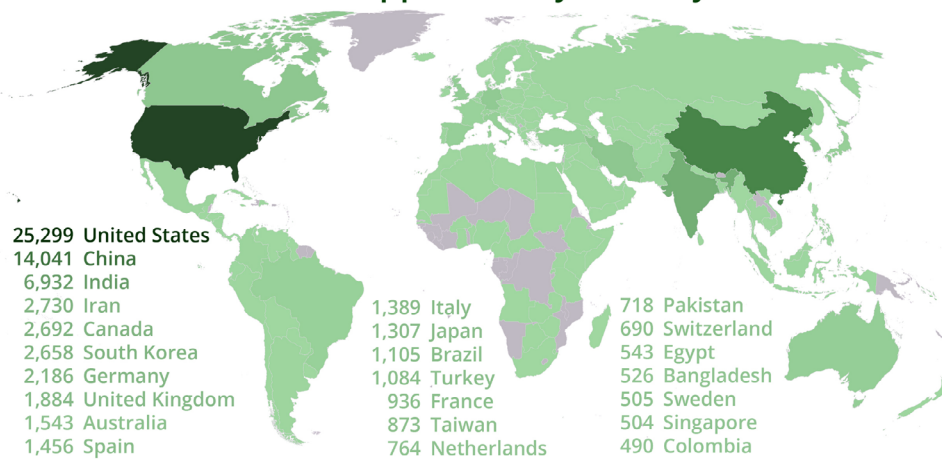 25,299 United States
14,041 China
6,932 India
2,730 Iran
2,692 Canada
2,658 South Korea
2,186 Germany
1,884 United Kingdom
1,543 Australia
1,456 Spain
1,389 Italy
1,307 Japan
1,105 Brazil
1,084 Turkey
936 France
873 Taiwan
764 Netherlands
718 Pakistan
690 Switzerland
543 Egypt
526 Bangladesh
505 Sweden
504 Singapore
490 Colombia